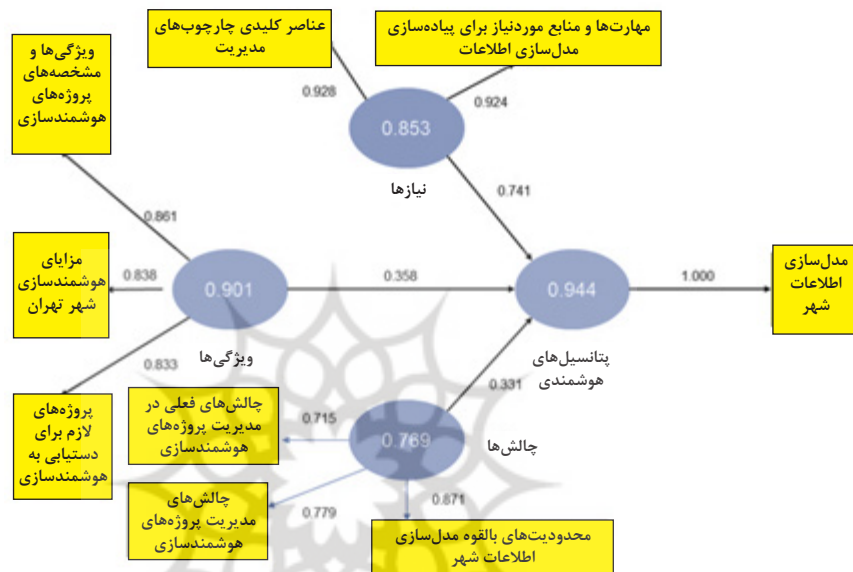 عناصر کلیدی چارچوب‌های
مدیریت
مهارت‌ها و منابع موردنیاز برای پیاده‌سازی
مدل‌سازی اطلاعات
ویژگی‌ها و
مشخصه‌های
پروژه‌های
هوشمندسازی
0.928
0.924
0.853
نیازها
0.741
0.861
مزایای
هوشمندسازی
شهر تهران
0.838
0.901
0.358
0.944
1.000
مدل‌سازی
اطلاعات
شهر
ویژگی‌ها
پتانسیل‌های
هوشمندی
0.833
0.331
پروژه‌های
لازم برای
دستیابی به
هوشمندسازی
چالش‌های فعلی در
مدیریت پروژه‌های
هوشمندسازی
0.715
0.769
چالش‌ها
چالش‌های
مدیریت پروژه‌های
هوشمندسازی
0.779
0.871
محدودیت‌های بالقوه مدل‌سازی
اطلاعات شهر